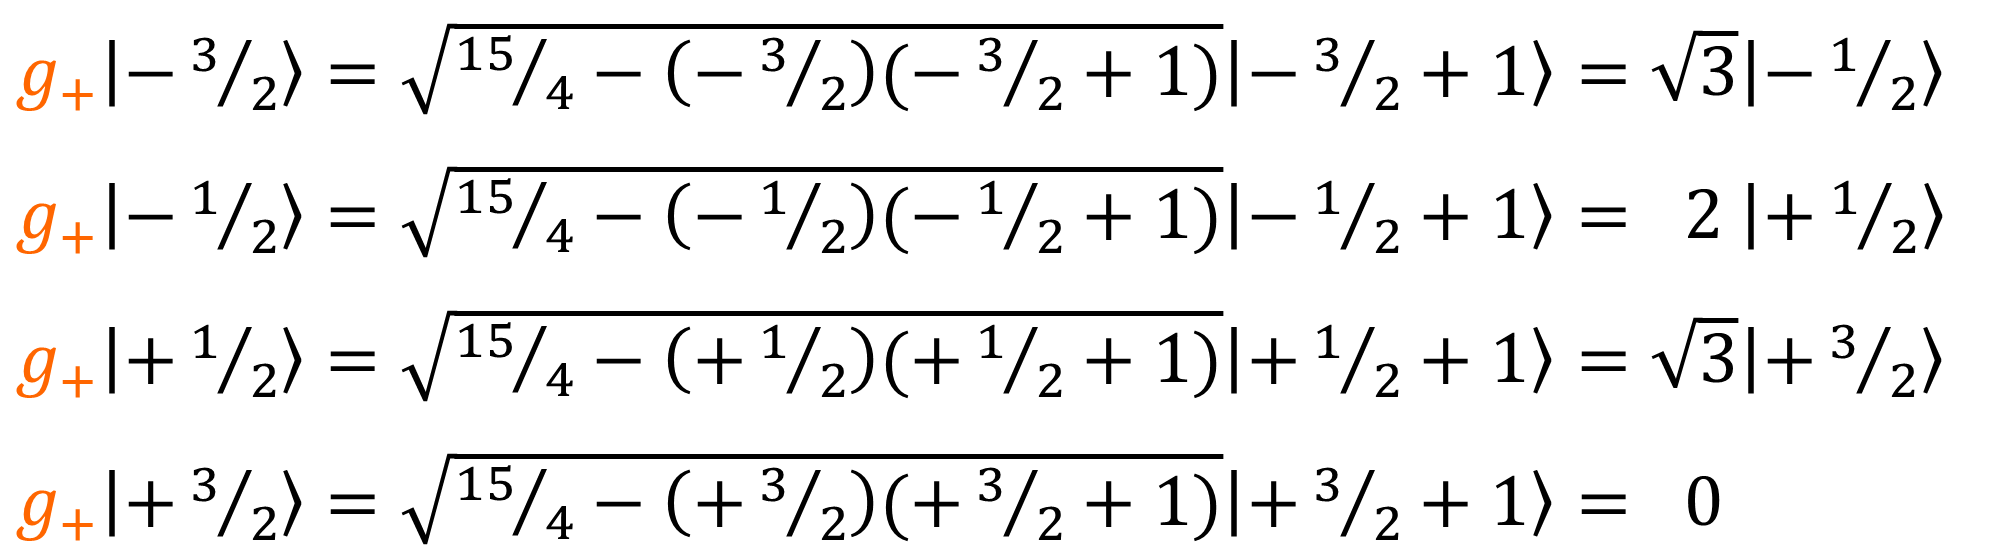 g₊|− 3/2⟩ = √(15/4 − (− 3/2)(− 3/2 + 1))|− 3/2 + 1⟩ = √3|− 1/2⟩
g₊|− 1/2⟩ = √(15/4 − (− 1/2)(− 1/2 + 1))|− 1/2 + 1⟩ = 2 |+ 1/2⟩
g₊|+ 1/2⟩ = √(15/4 − (+ 1/2)(+ 1/2 + 1))|+ 1/2 + 1⟩ = √3|+ 3/2⟩
g₊|+ 3/2⟩ = √(15/4 − (+ 3/2)(+ 3/2 + 1))|+ 3/2 + 1⟩ = 0